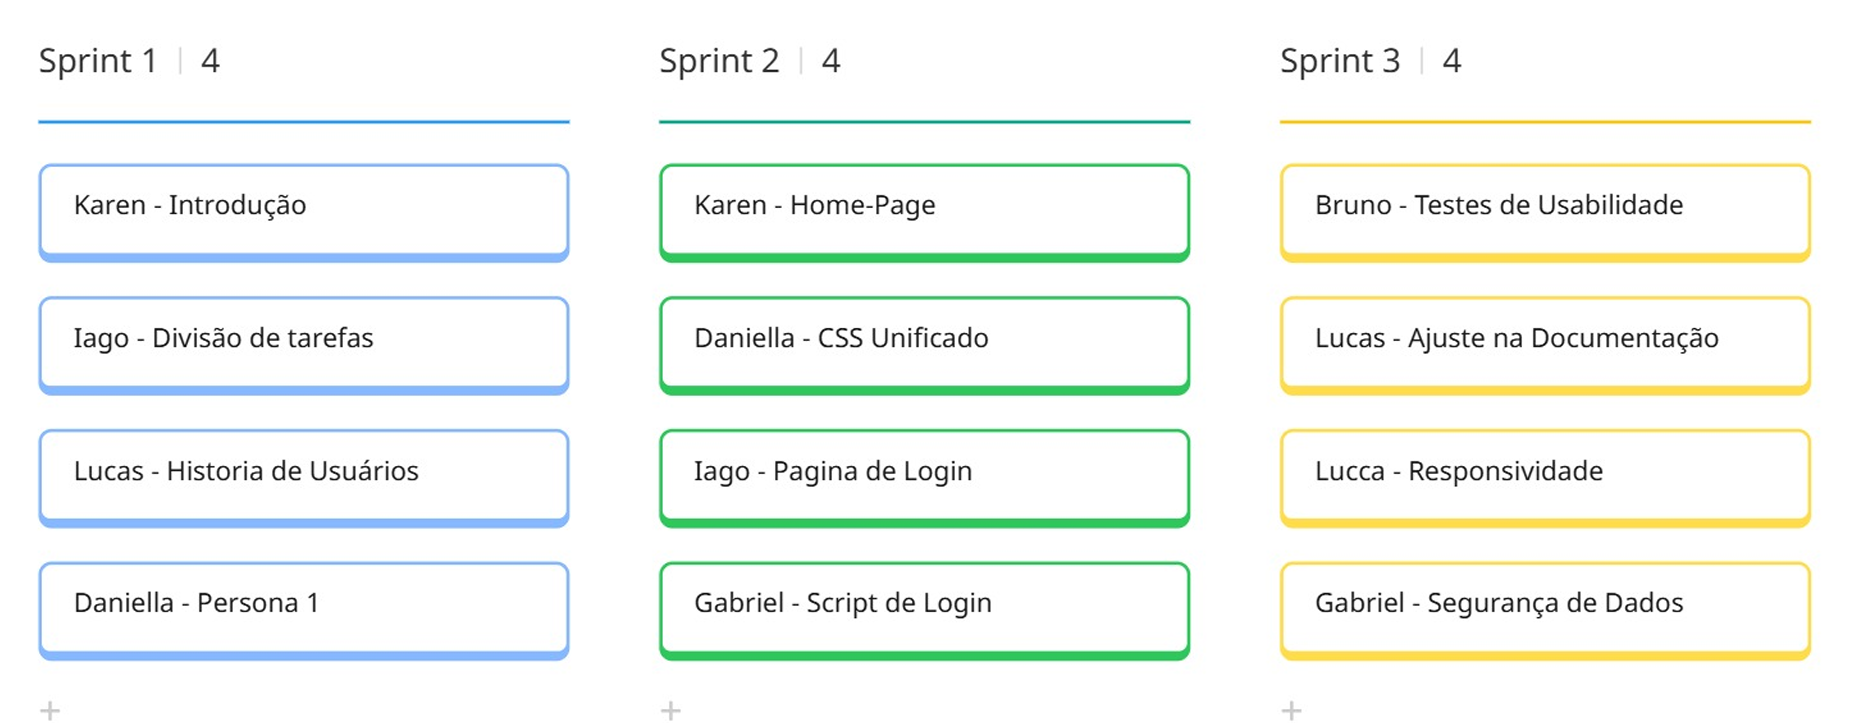 Sprint 1 | 4
Karen - Introdução
Iago - Divisão de tarefas
Lucas - Historia de Usuários
Daniella - Persona 1
+
Sprint 2 | 4
Karen - Home-Page
Daniella - CSS Unificado
Iago - Pagina de Login
Gabriel - Script de Login
+
Sprint 3 | 4
Bruno - Testes de Usabilidade
Lucas - Ajuste na Documentação
Lucca - Responsividade
Gabriel - Segurança de Dados
+